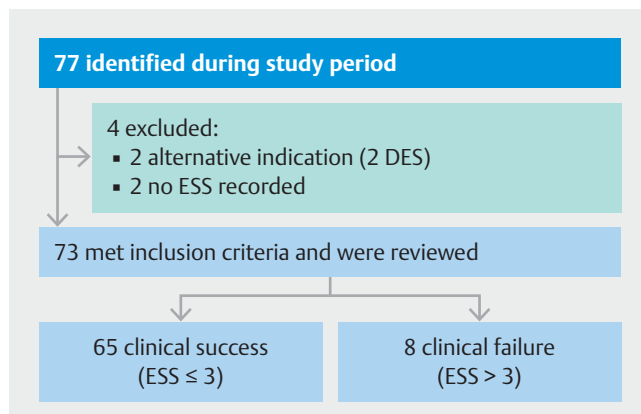 77 identified during study period
4 excluded:
▪ 2 alternative indication (2 DES)
▪ 2 no ESS recorded
73 met inclusion criteria and were reviewed
65 clinical success
(ESS ≤ 3)
8 clinical failure
(ESS > 3)